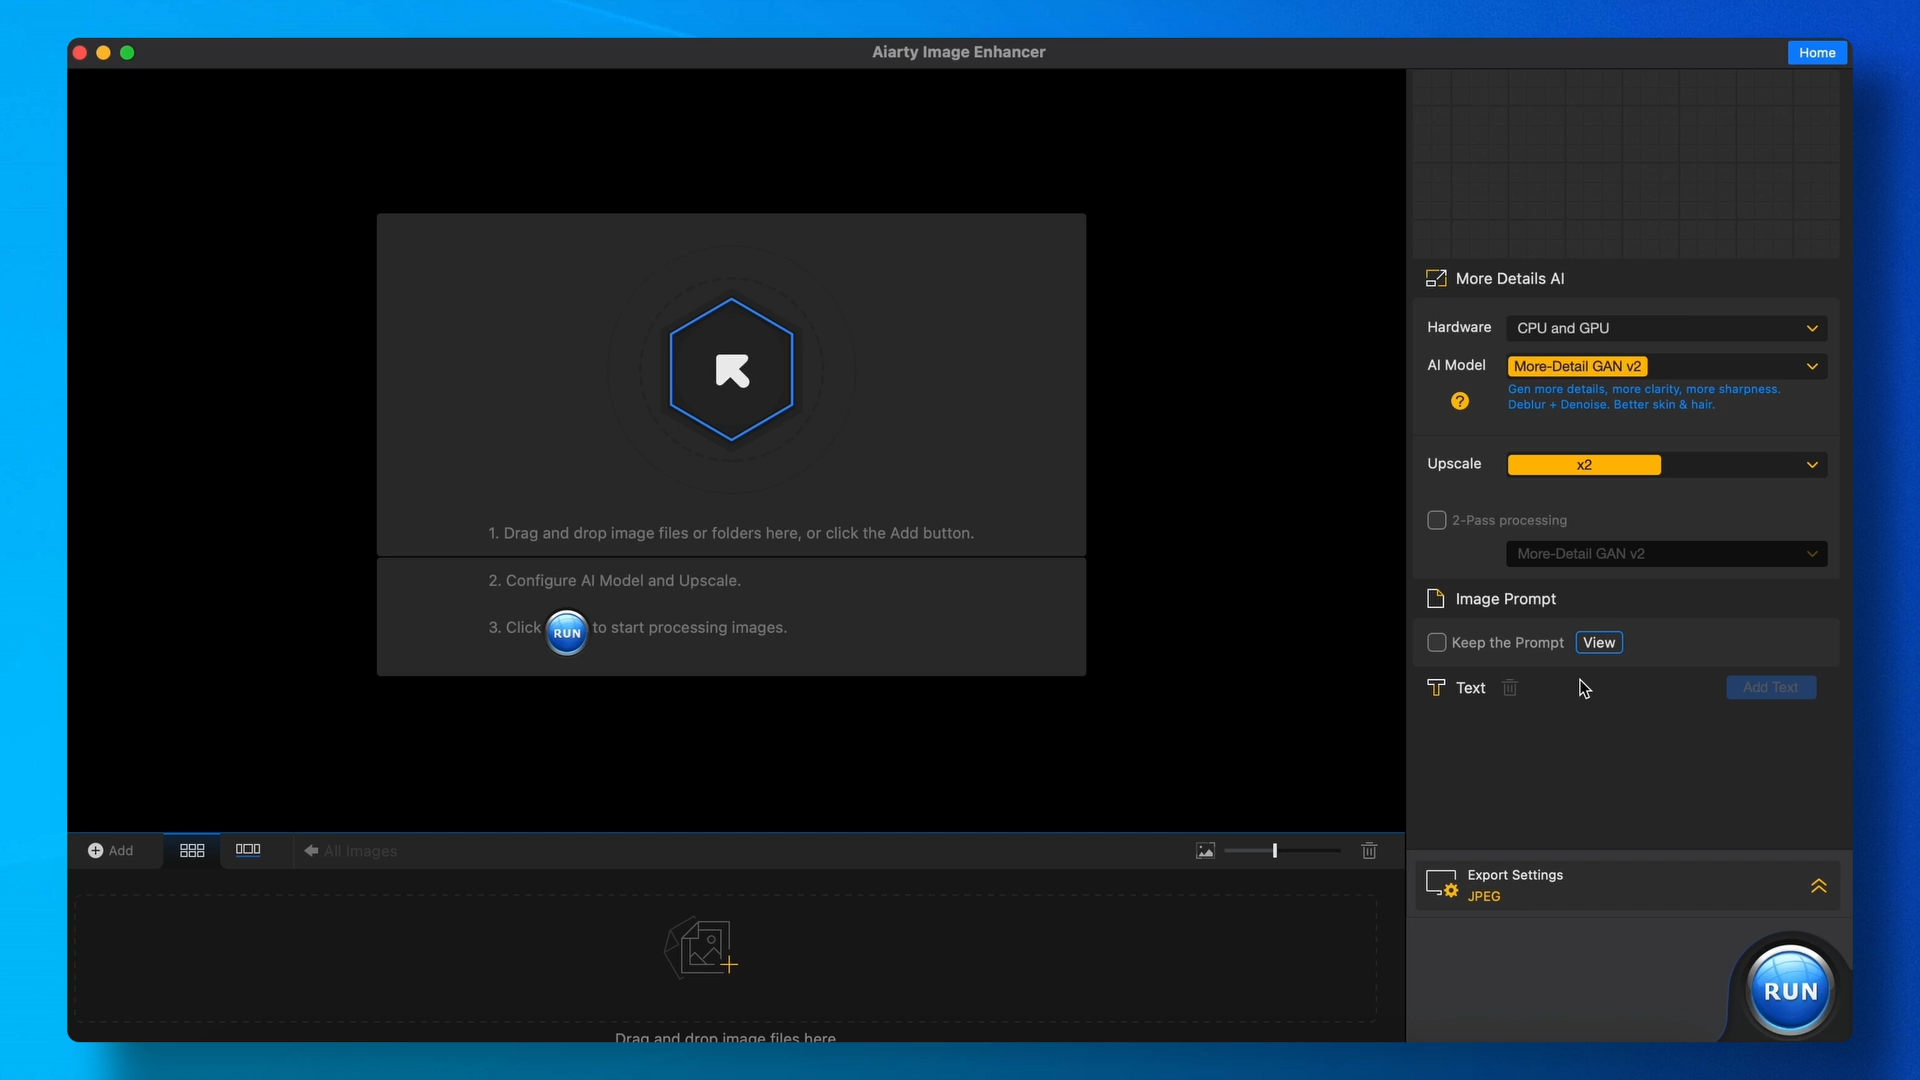 Aiarty Image Enhancer
Home
1. Drag and drop image files or folders here, or click the Add button.
2. Configure AI Model and Upscale.
3. Click RUN to start processing images.
More Details AI
Hardware CPU and GPU
AI Model More-Detail GAN v2
Gen more details, more clarity, more sharpness.
? Deblur + Denoise. Better skin & hair.
Upscale x2
2-Pass processing
More-Detail GAN v2
Image Prompt
Keep the Prompt View
Text Add Text
Add All Images
Drag and drop image files here
Export Settings
JPEG
RUN